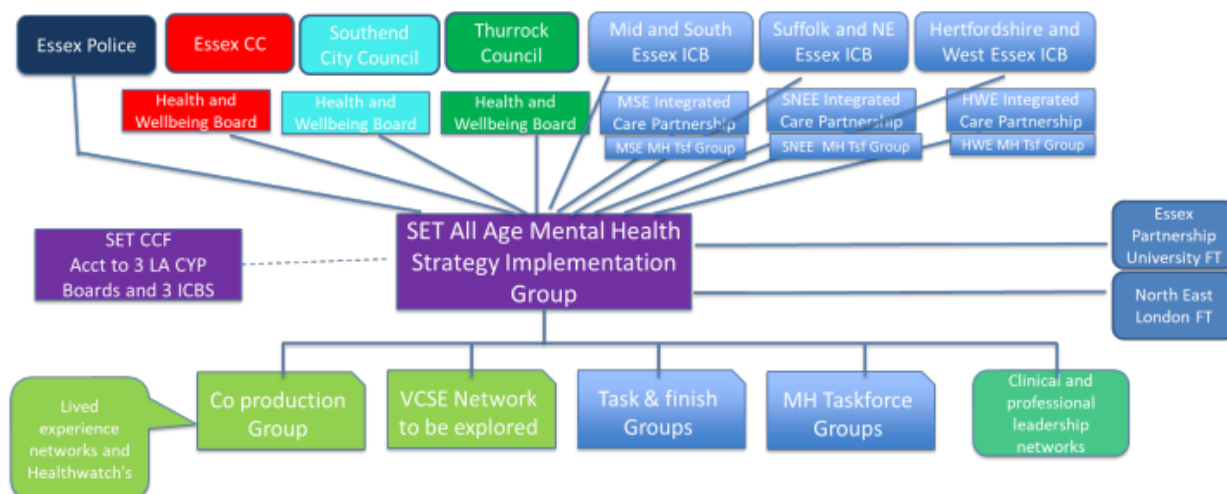 Essex Police
Essex CC
Southend
City Council
Thurrock
Council
Mid and South
Essex ICB
Suffolk and NE
Essex ICB
Hertfordshire and
West Essex ICB
Health and
Wellbeing Board
Health and
Wellbeing Board
Health and
Wellbeing Board
MSE Integrated
Care Partnership
MSE MH Tsf Group
SNEE Integrated
Care Partnership
SNEE MH Tsf Group
HWE Integrated
Care Partnership
HWE MH Tsf Group
SET CCF
Acct to 3 LA CYP
Boards and 3 ICBS
SET All Age Mental Health
Strategy Implementation
Group
Essex
Partnership
University FT
North East
London FT
Lived
experience
networks and
Healthwatch's
Co production
Group
VCSE Network
to be explored
Task & finish
Groups
MH Taskforce
Groups
Clinical and
professional
leadership
networks